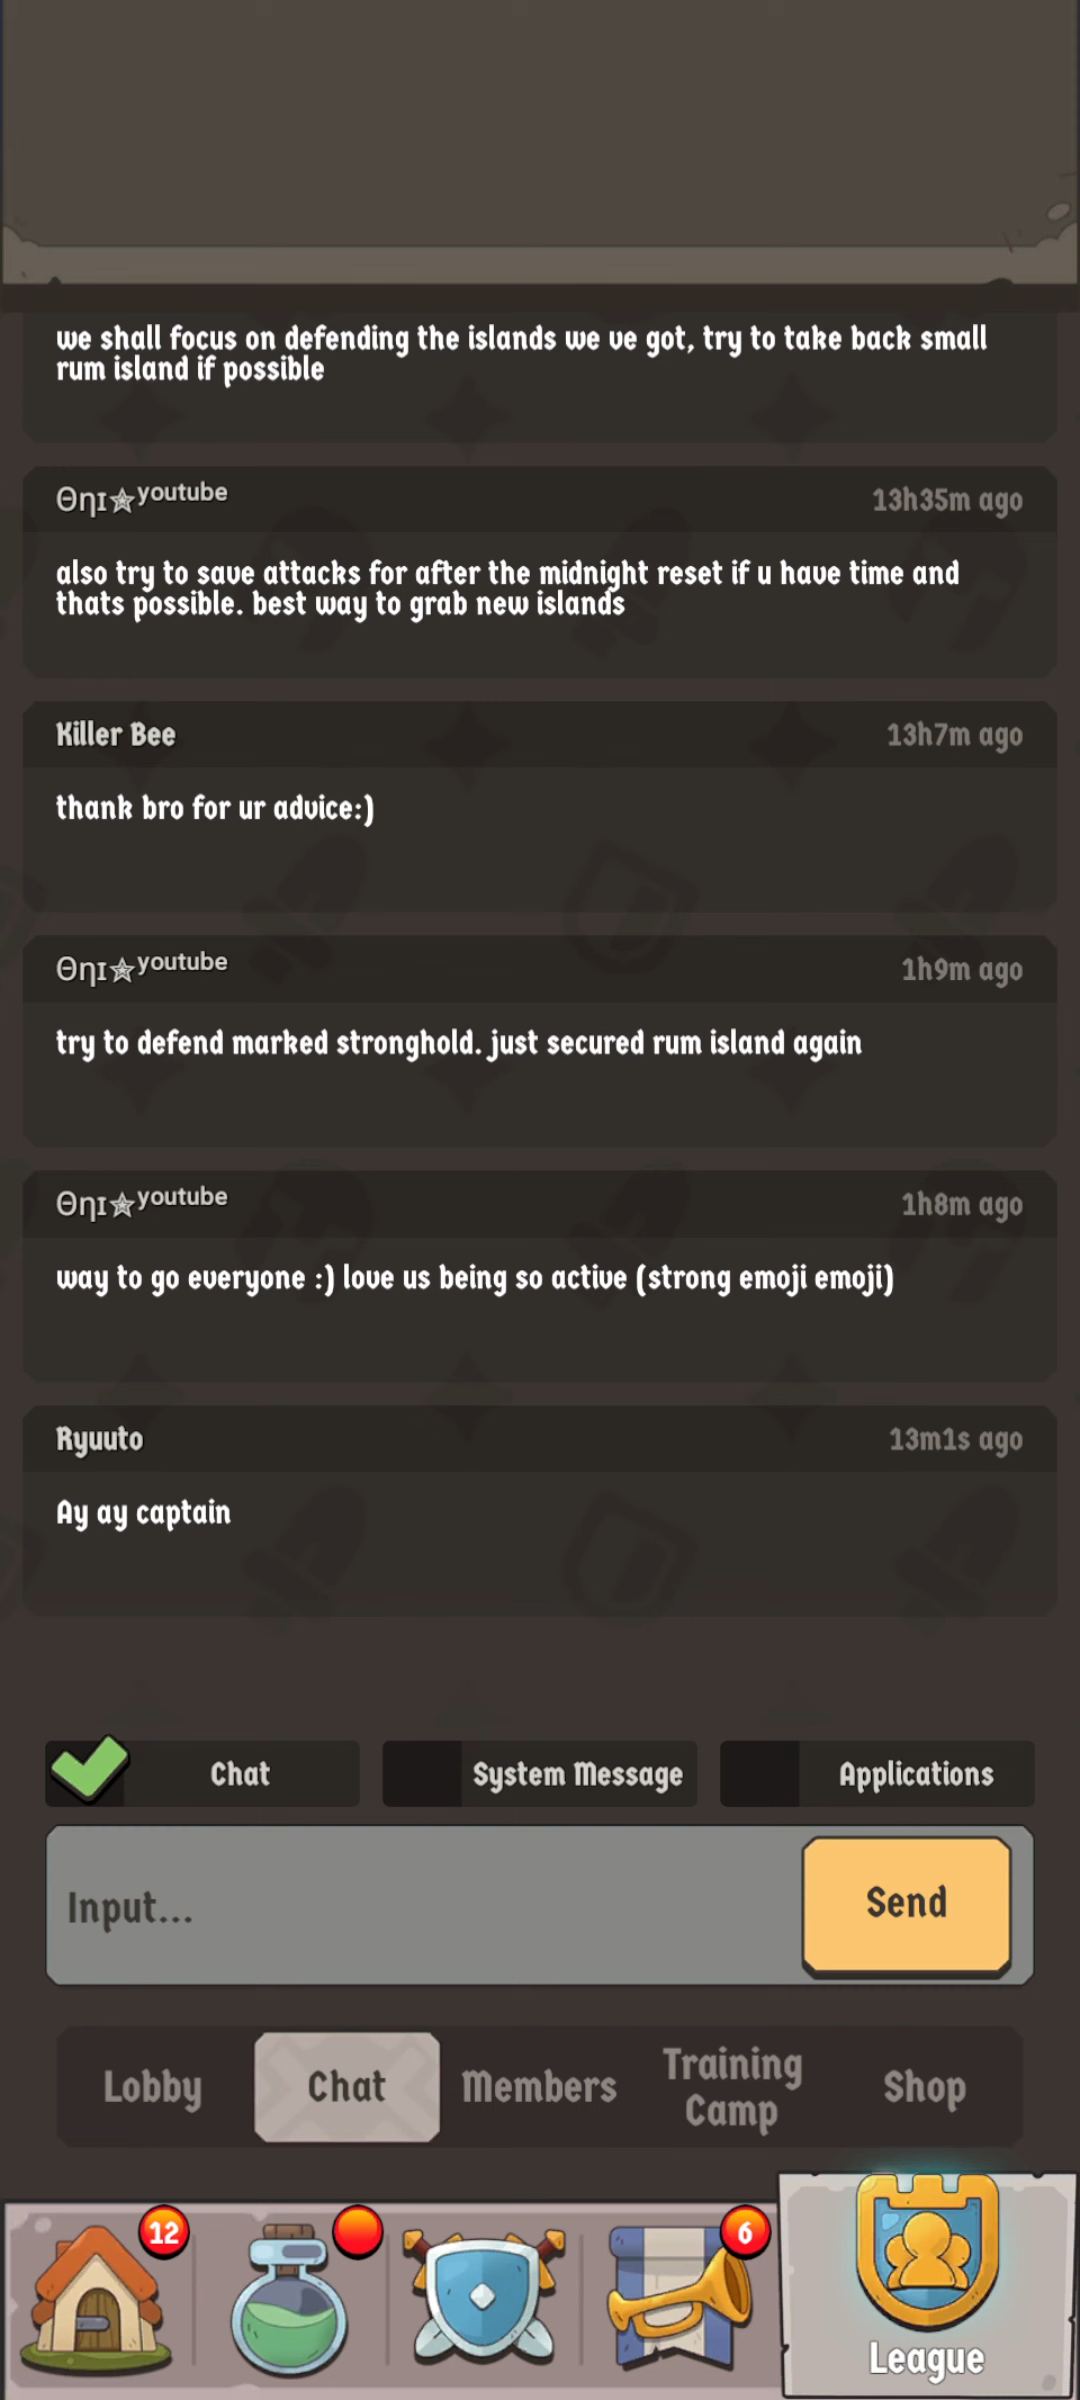 we shall focus on defending the islands we ve got, try to take back small
rum island if possible
Θηι✯youtube
13h35m ago
also try to save attacks for after the midnight reset if u have time and
thats possible. best way to grab new islands
Killer Bee
13h7m ago
thank bro for ur advice:)
Θηι✯youtube
1h9m ago
try to defend marked stronghold. just secured rum island again
Θηι✯youtube
1h8m ago
way to go everyone :) love us being so active (strong emoji emoji)
Ryuuto
13m1s ago
Ay ay captain
Chat
System Message
Applications
Input...
Send
Lobby
Chat
Members
Training
Camp
Shop
12
6
League